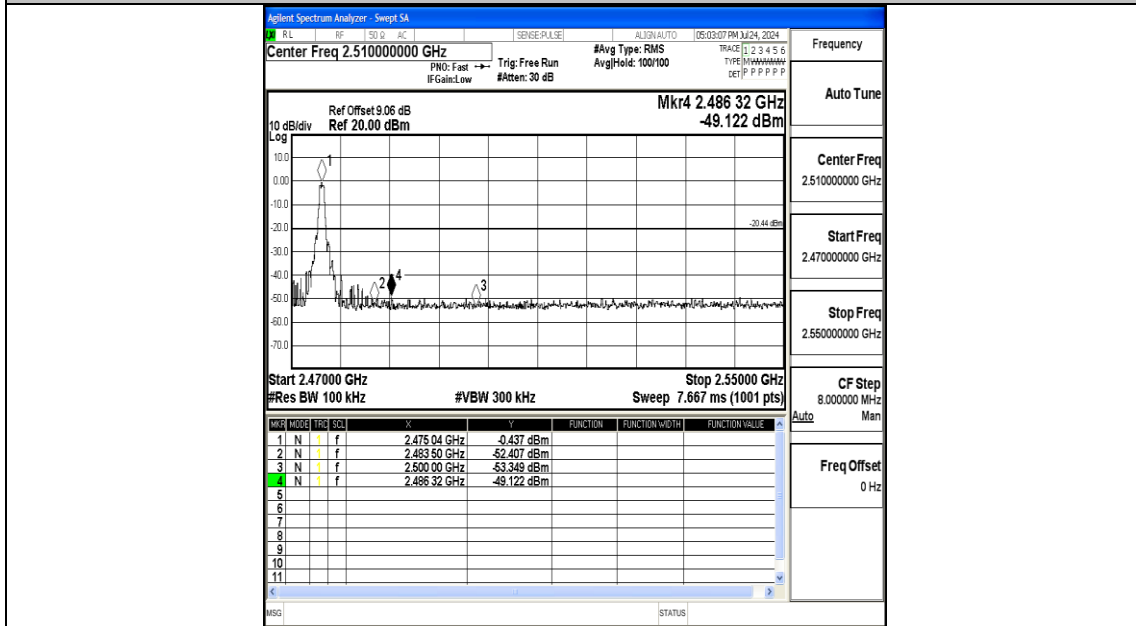 Agilent Spectrum Analyzer - Swept SA
RL RF 50 Ω AC SENSE:PULSE ALIGN AUTO 05:03:07 PM Jul 24, 2024
Center Freq 2.510000000 GHz
PNO: Fast
IFGain:Low
Trig: Free Run
#Atten: 30 dB
#Avg Type: RMS
Avg|Hold: 100/100
TRACE 1 2 3 4 5 6
TYPE M
DET P P P P P P
Mkr4 2.486 32 GHz
-49.122 dBm
Ref Offset 9.06 dB
10 dB/div Ref 20.00 dBm
Log
10.0
0.00
-10.0
-20.0
-30.0
-40.0
-50.0
-60.0
-70.0
1
2
4
3
-20.44 dBm
Start 2.47000 GHz Stop 2.55000 GHz
#Res BW 100 kHz #VBW 300 kHz Sweep 7.667 ms (1001 pts)
MKR MODE TRC SCL X Y FUNCTION FUNCTION WIDTH FUNCTION VALUE
1 N 1 f 2.475 04 GHz -0.437 dBm
2 N 1 f 2.483 50 GHz -52.407 dBm
3 N 1 f 2.500 00 GHz -53.349 dBm
4 N 1 f 2.486 32 GHz -49.122 dBm
5
6
7
8
9
10
11
MSG STATUS
Frequency
Auto Tune
Center Freq
2.510000000 GHz
Start Freq
2.470000000 GHz
Stop Freq
2.550000000 GHz
CF Step
8.000000 MHz
Auto Man
Freq Offset
0 Hz